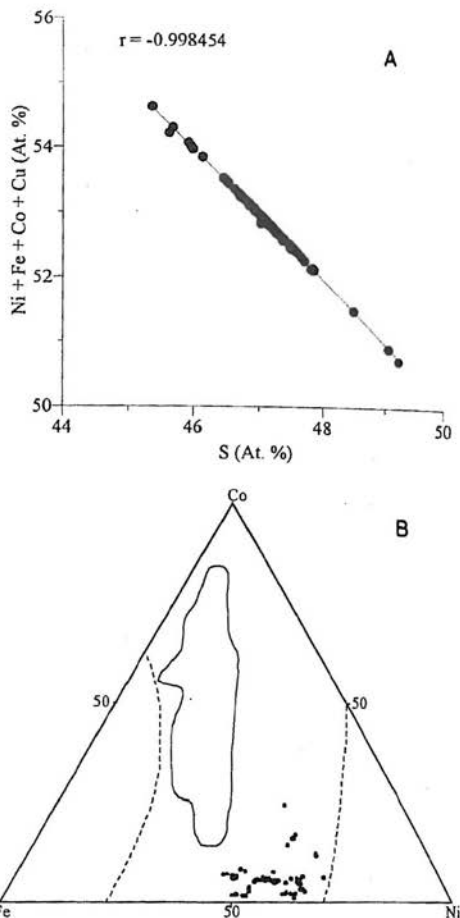 56
r = -0.998454
A
54
Ni + Fe + Co + Cu (At. %)
52
50
44
46
48
50
S (At. %)
Co
B
50
50
Fe
50
Ni